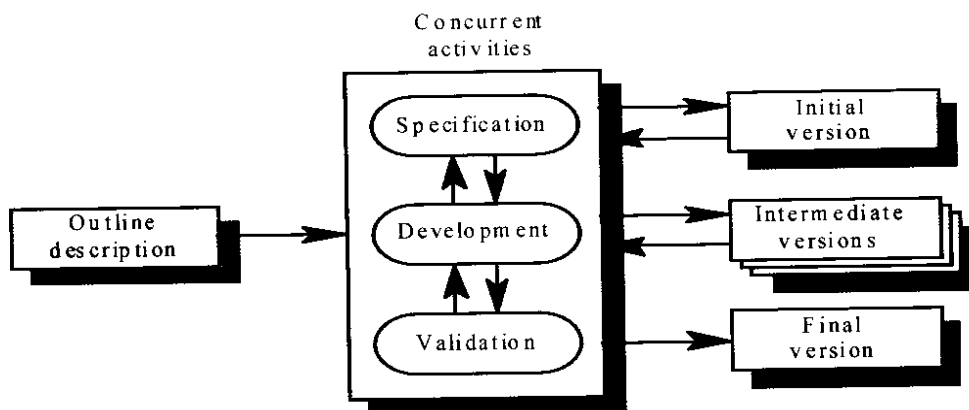 Concurrent
activities
Specification
Initial
version
Outline
description
Development
Intermediate
versions
Validation
Final
version